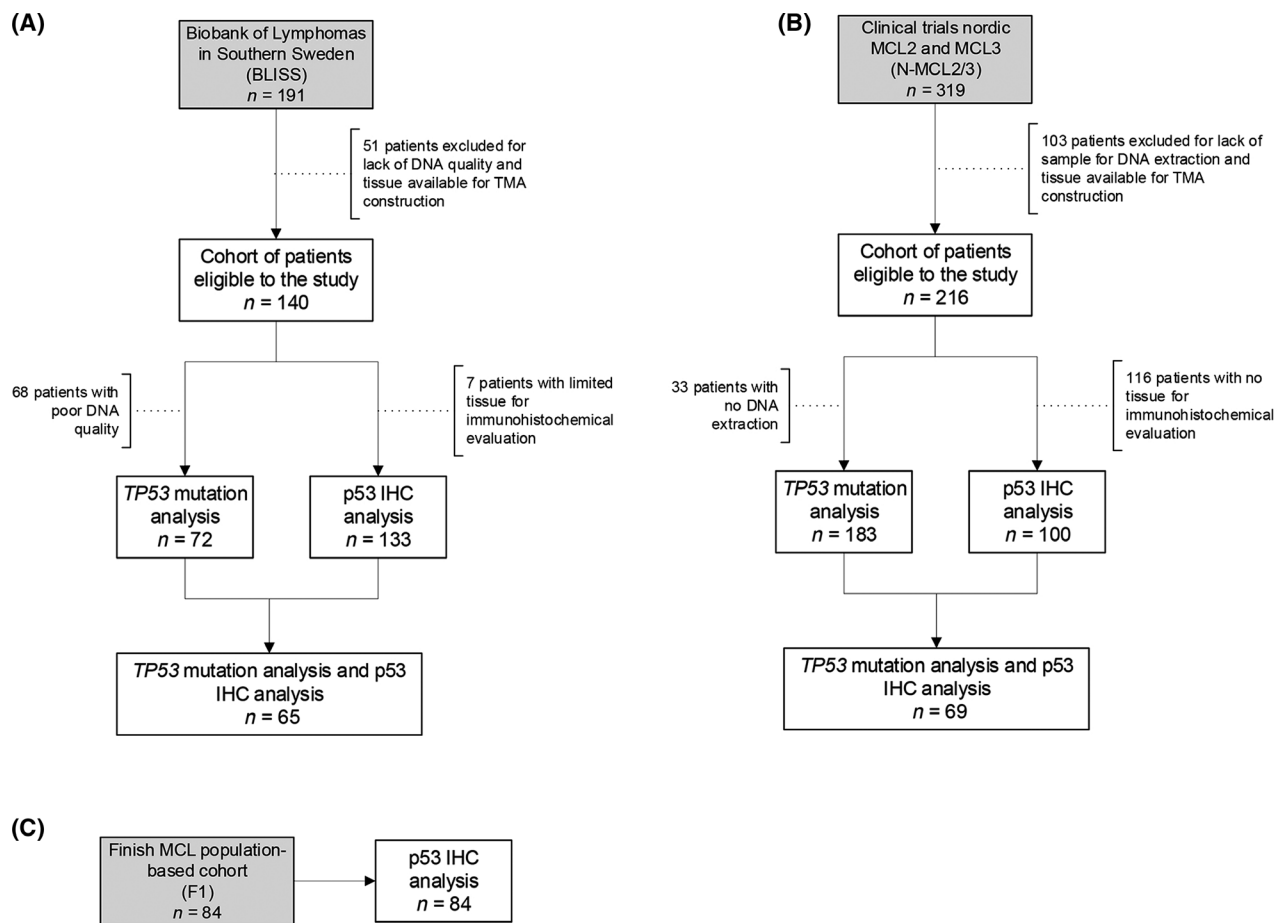 (A)
Biobank of Lymphomas
in Southern Sweden
(BLISS)
n = 191
51 patients excluded for
lack of DNA quality and
tissue available for TMA
construction
Cohort of patients
eligible to the study
n = 140
68 patients with
poor DNA
quality
7 patients with limited
tissue for
immunohistochemical
evaluation
TP53 mutation
analysis
n = 72
p53 IHC
analysis
n = 133
TP53 mutation analysis and p53
IHC analysis
n = 65
(B)
Clinical trials nordic
MCL2 and MCL3
(N-MCL2/3)
n = 319
103 patients excluded for lack of
sample for DNA extraction and
tissue available for TMA
construction
Cohort of patients
eligible to the study
n = 216
33 patients with
no DNA
extraction
116 patients with no
tissue for
immunohistochemical
evaluation
TP53 mutation
analysis
n = 183
p53 IHC
analysis
n = 100
TP53 mutation analysis and p53
IHC analysis
n = 69
(C)
Finish MCL population-
based cohort
(F1)
n = 84
p53 IHC
analysis
n = 84